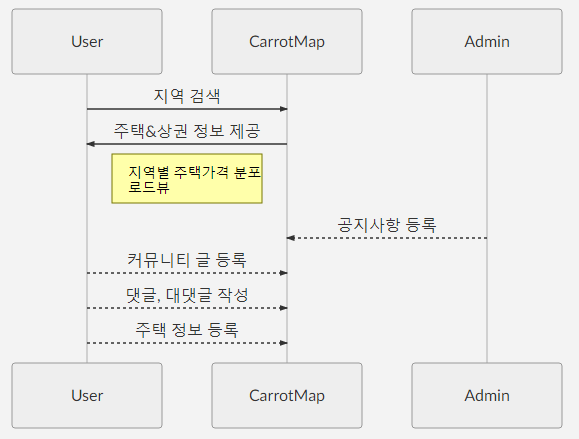 User CarrotMap Admin
지역 검색
주택&상권 정보 제공
지역별 주택가격 분포
로드뷰
공지사항 등록
커뮤니티 글 등록
댓글, 대댓글 작성
주택 정보 등록
User CarrotMap Admin